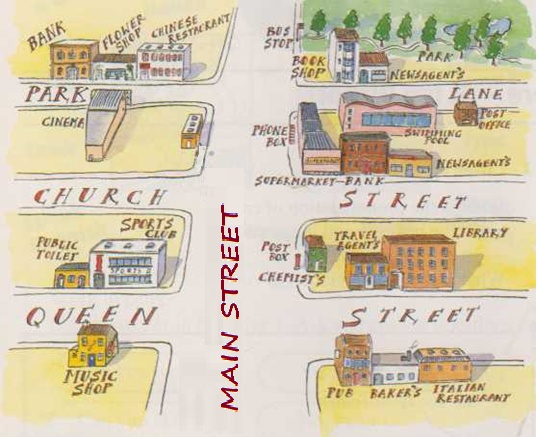 BANK
FLOWER SHOP
CHINESE RESTAURANT
BUS STOP
BOOK SHOP
PARK
NEWSAGENT'S
PARK LANE
CINEMA
PHONE BOX
SWIMMING POOL
POST OFFICE
NEWSAGENT'S
SUPERMARKET
BANK
CHURCH STREET
PUBLIC TOILET
SPORTS CLUB
SPORTS
POST BOX
CHEMIST'S
TRAVEL AGENT'S
LIBRARY
MAIN STREET
QUEEN STREET
MUSIC SHOP
PUB
BAKER'S
ITALIAN RESTAURANT